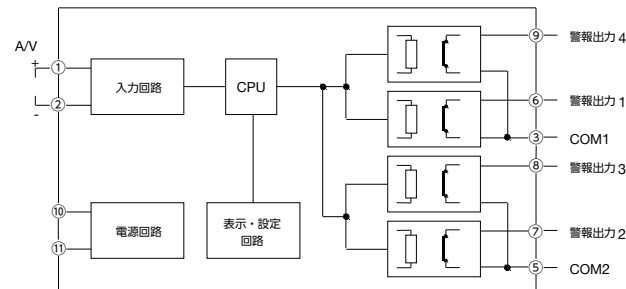 A/V
+
①
②
-
入力回路
CPU
⑨ 警報出力 4
⑥ 警報出力 1
③ COM1
⑧ 警報出力 3
⑦ 警報出力 2
⑤ COM2
⑩
⑪
電源回路
表示・設定
回路